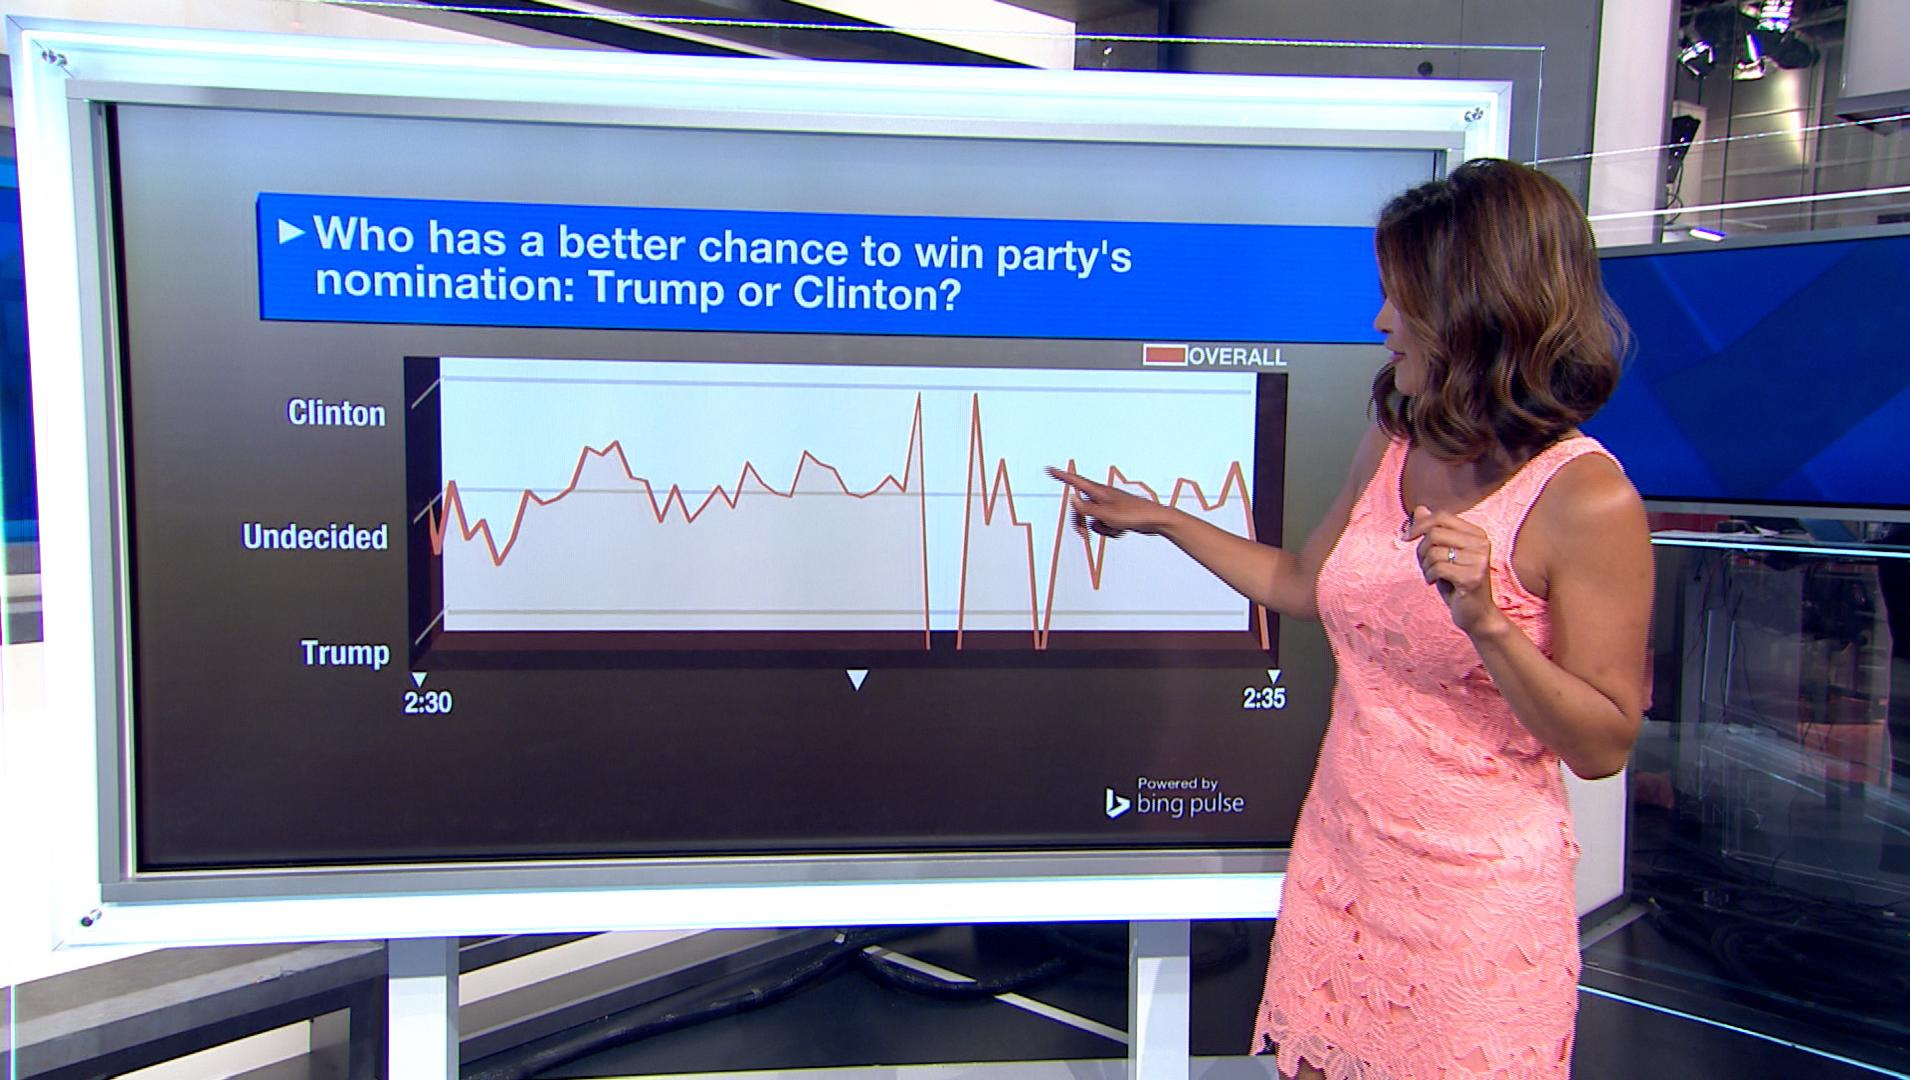 Who has a better chance to win party's
nomination: Trump or Clinton?
OVERALL
Clinton
Undecided
Trump
2:30
2:35
Powered by
bing pulse